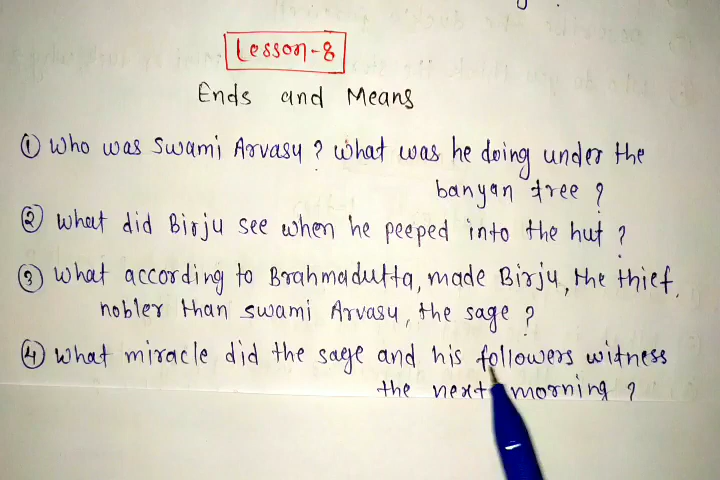 Lesson-8
Ends and Means
① Who was Swami Arvasu? What was he doing under the
banyan tree?
② What did Birju see when he peeped into the hut?
③ What according to Brahmadutta, made Birju, the thief,
nobler than swami Arvasu, the sage?
④ What miracle did the sage and his followers witness
the next morning?